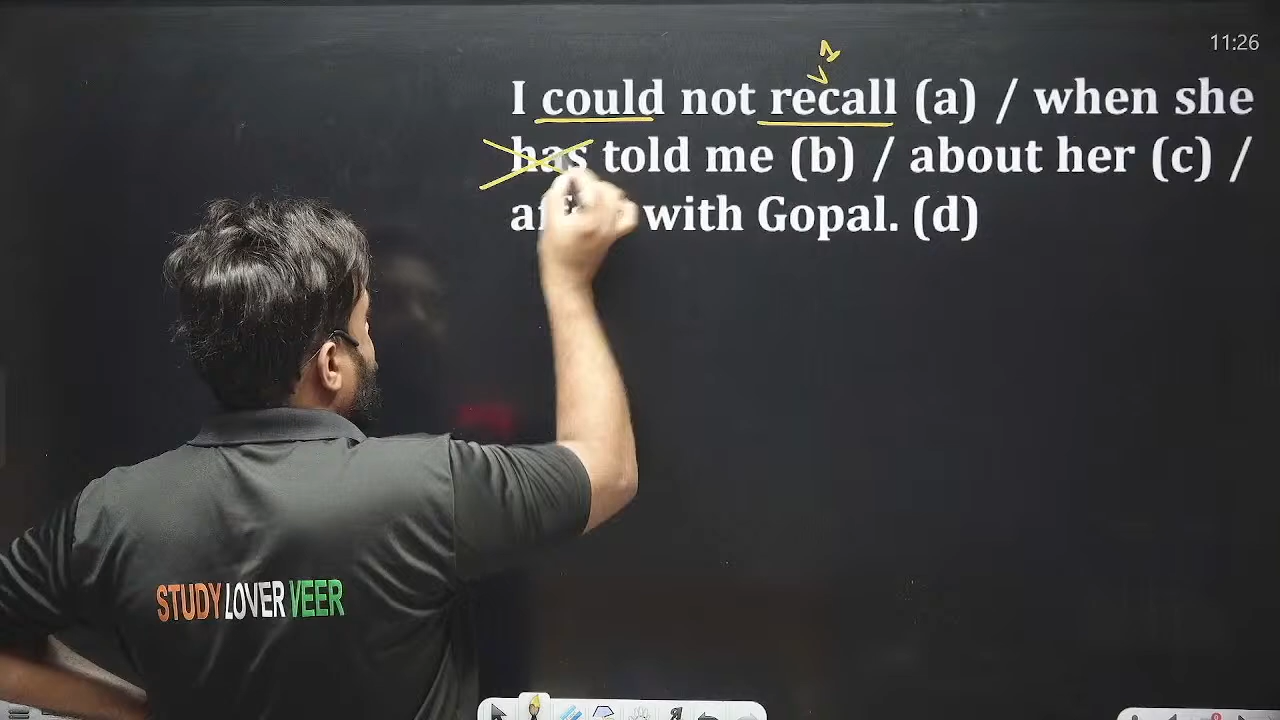 11:26
I could not recall (a) / when she
has told me (b) / about her (c) /
with Gopal. (d)
STUDY LOVER VEER